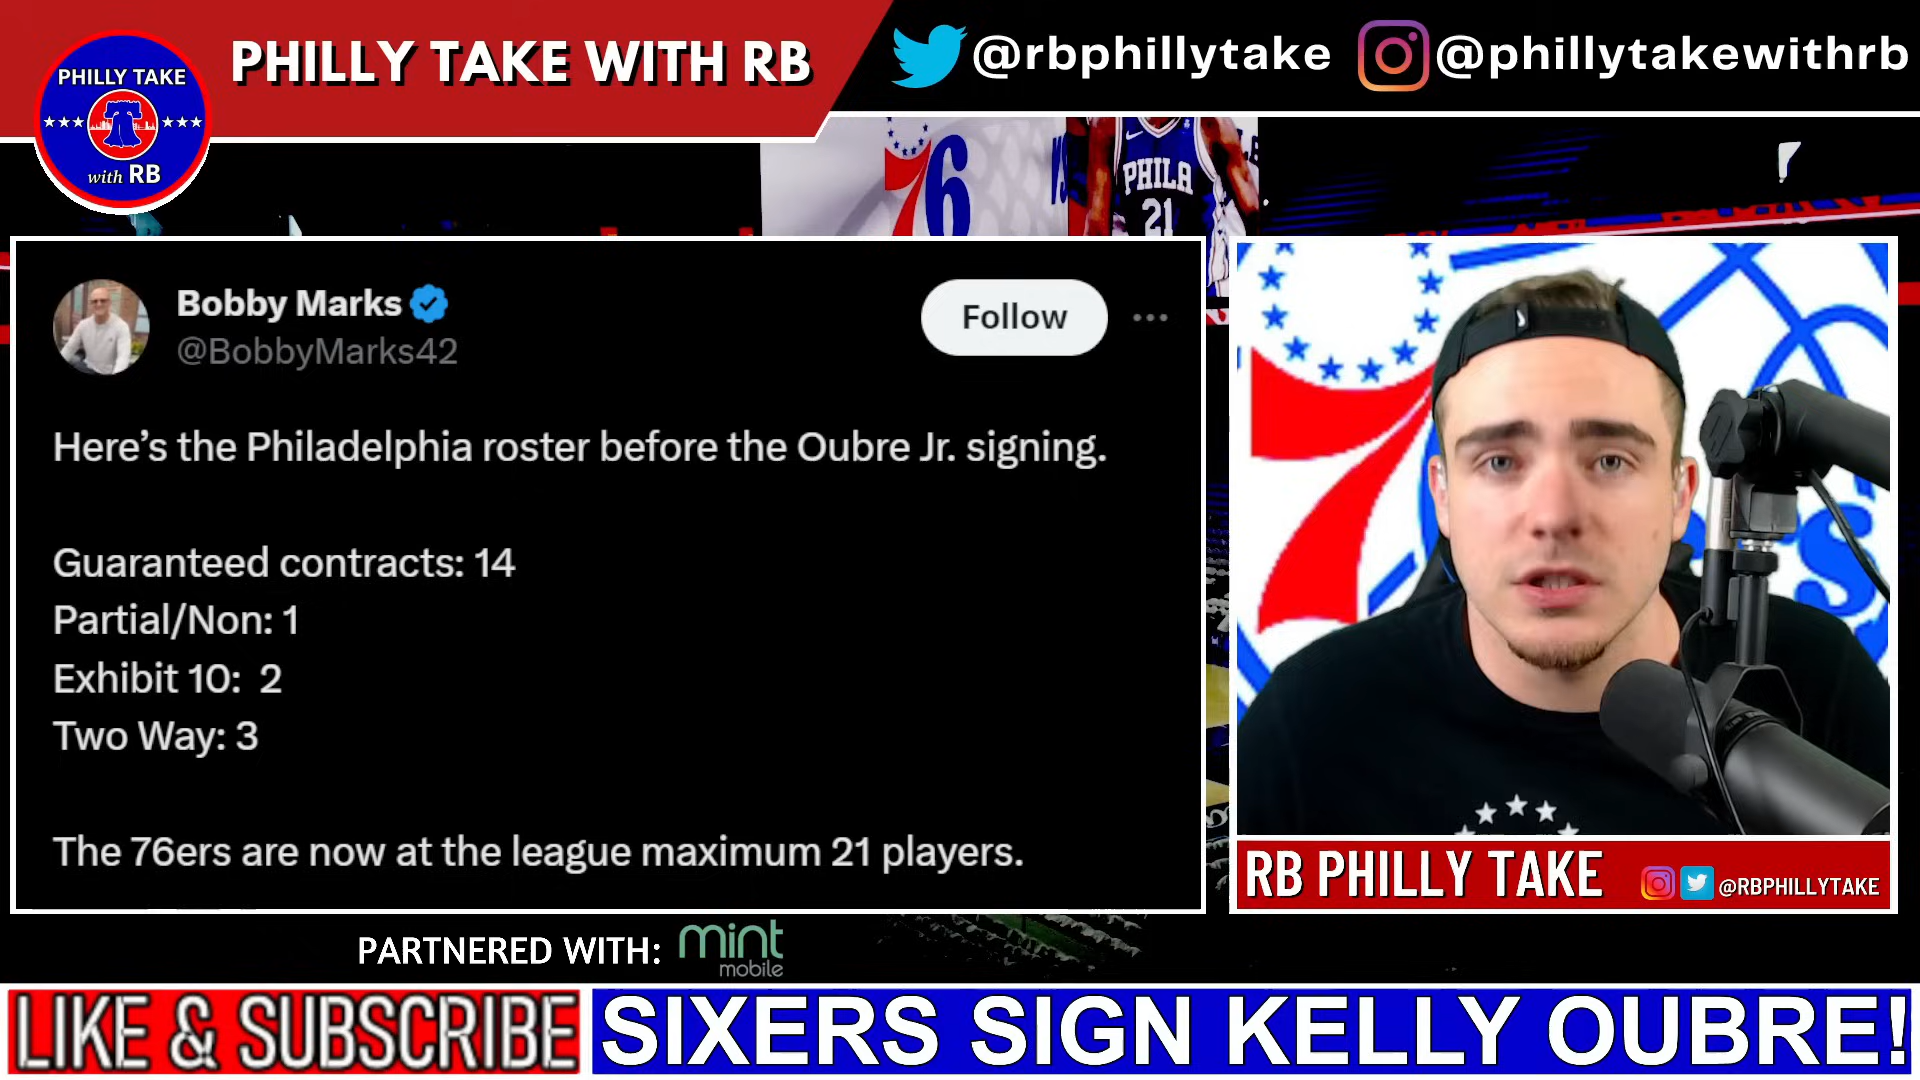 PHILLY TAKE
with RB
PHILLY TAKE WITH RB
@rbphillytake
@phillytakewithrb
76
PHILA
21
Bobby Marks
@BobbyMarks42
Follow
Here’s the Philadelphia roster before the Oubre Jr. signing.
Guaranteed contracts: 14
Partial/Non: 1
Exhibit 10: 2
Two Way: 3
The 76ers are now at the league maximum 21 players.
RB PHILLY TAKE
@RBPHILLYTAKE
PARTNERED WITH:
mint
mobile
LIKE & SUBSCRIBE
SIXERS SIGN KELLY OUBRE!